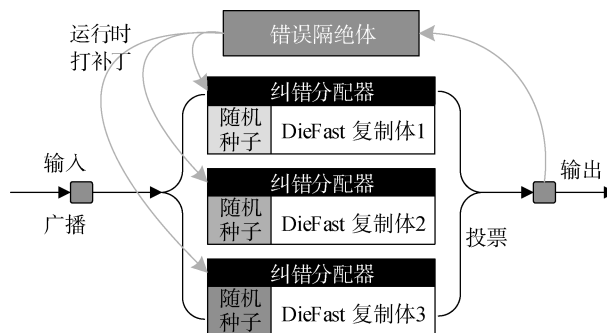 运行时
打补丁
错误隔绝体
纠错分配器
随机
种子
DieFast 复制体1
纠错分配器
随机
种子
DieFast 复制体2
纠错分配器
随机
种子
DieFast 复制体3
输入
广播
投票
输出